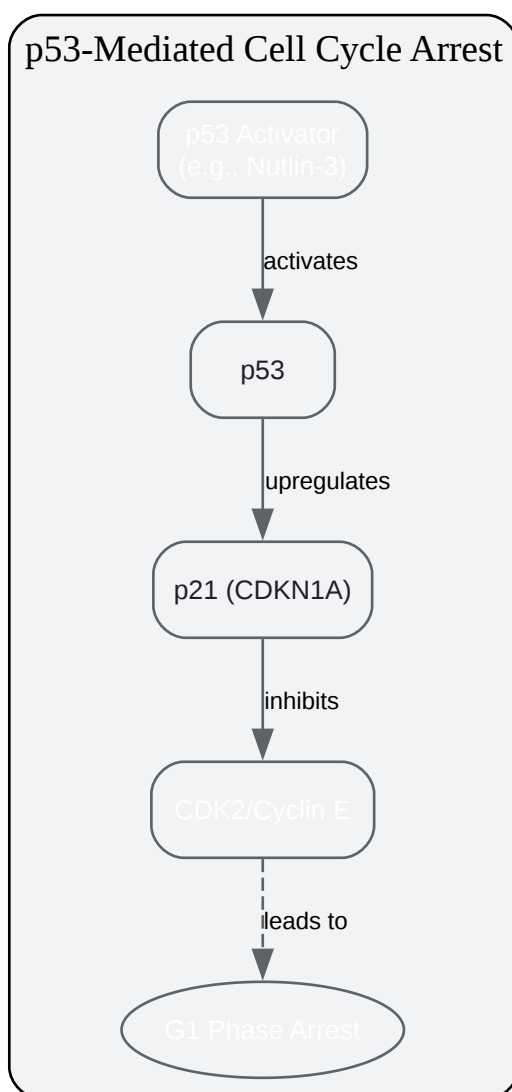 p53-Mediated Cell Cycle Arrest
p53 Activator
(e.g., Nutlin-3)
activates
p53
upregulates
p21 (CDKN1A)
inhibits
CDK2/Cyclin E
leads to
G1 Phase Arrest